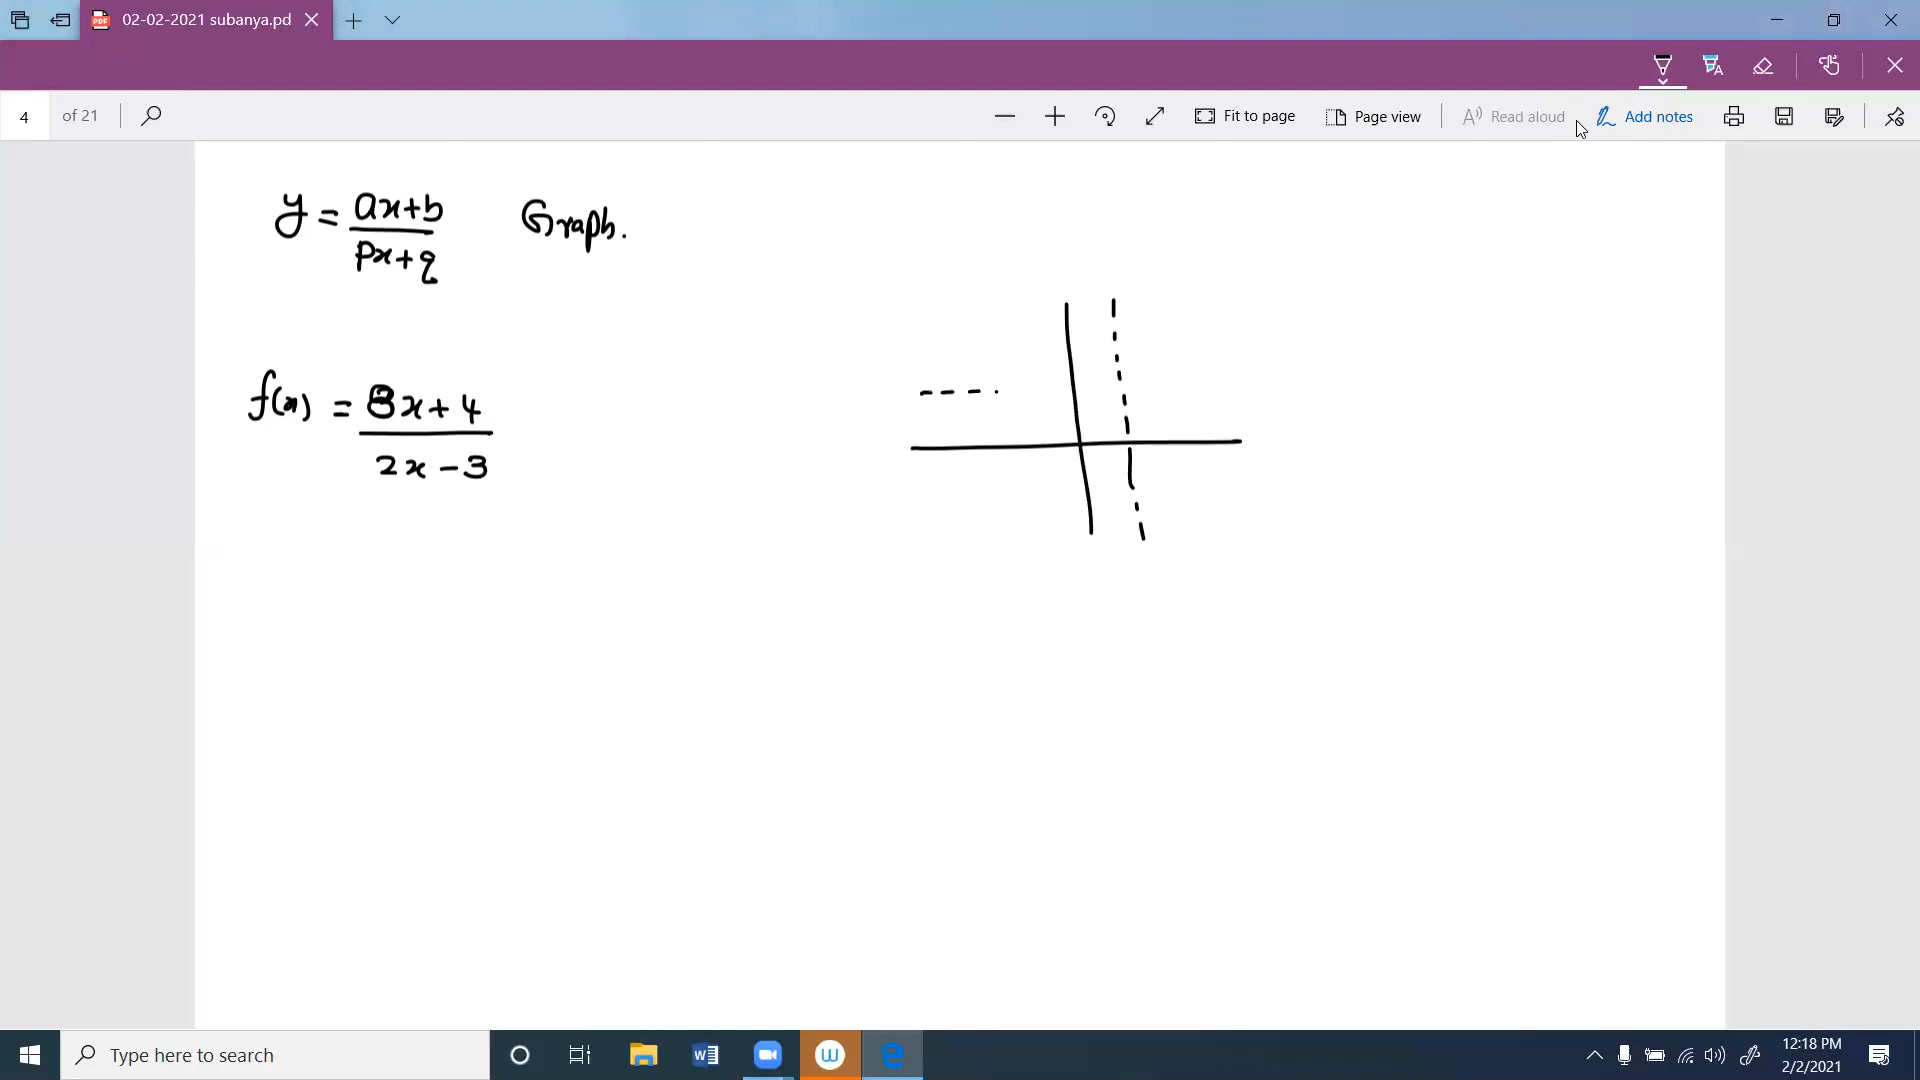 02-02-2021 subanya.pd
4 of 21
Fit to page
Page view
Read aloud
Add notes
y = ax+b
px+q
Graph.
f(x) = 8x+4
2x-3
Type here to search
12:18 PM
2/2/2021